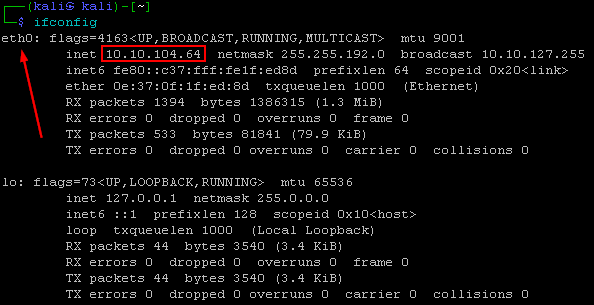 ┌──(kali㉿kali)-[~]
└─$ ifconfig
eth0: flags=4163<UP,BROADCAST,RUNNING,MULTICAST>  mtu 9001
        inet 10.10.104.64  netmask 255.255.192.0  broadcast 10.10.127.255
        inet6 fe80::c37:fff:fe1f:ed8d  prefixlen 64  scopeid 0x20<link>
        ether 0e:37:0f:1f:ed:8d  txqueuelen 1000  (Ethernet)
        RX packets 1394  bytes 1386315 (1.3 MiB)
        RX errors 0  dropped 0  overruns 0  frame 0
        TX packets 533  bytes 81841 (79.9 KiB)
        TX errors 0  dropped 0 overruns 0  carrier 0  collisions 0

lo: flags=73<UP,LOOPBACK,RUNNING>  mtu 65536
        inet 127.0.0.1  netmask 255.0.0.0
        inet6 ::1  prefixlen 128  scopeid 0x10<host>
        loop  txqueuelen 1000  (Local Loopback)
        RX packets 44  bytes 3540 (3.4 KiB)
        RX errors 0  dropped 0  overruns 0  frame 0
        TX packets 44  bytes 3540 (3.4 KiB)
        TX errors 0  dropped 0 overruns 0  carrier 0  collisions 0